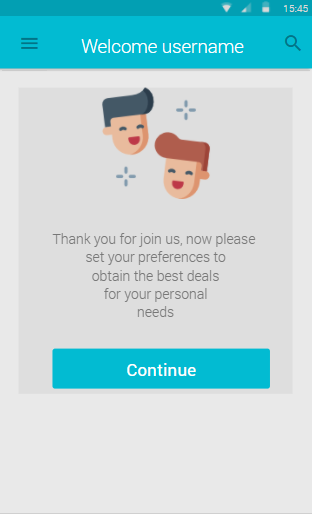 15:45
Welcome username
Thank you for join us, now please
set your preferences to
obtain the best deals
for your personal
needs
Continue